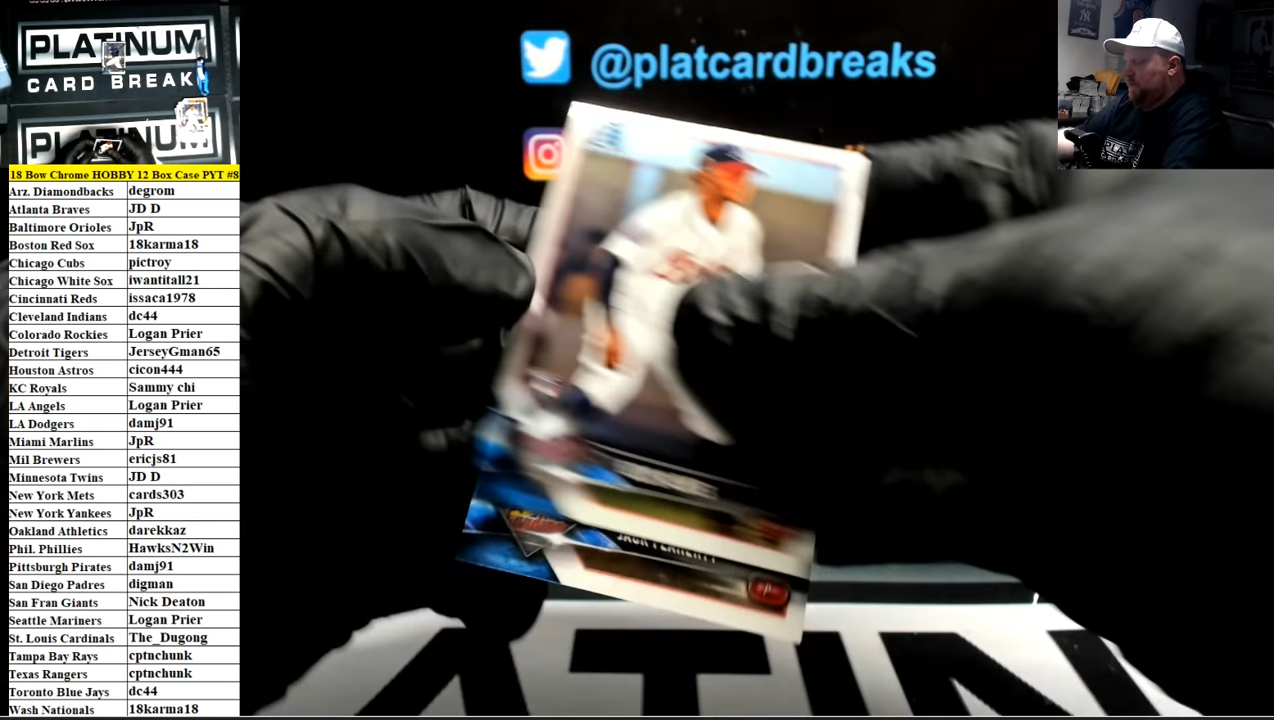 PLATINUM
CARD BREAK
PLATINUM
@platcardbreaks
18 Bow Chrome HOBBY 12 Box Case PYT #8
Arz. Diamondbacks degrom
Atlanta Braves JD D
Baltimore Orioles JpR
Boston Red Sox 18karma18
Chicago Cubs pictroy
Chicago White Sox iwantitall21
Cincinnati Reds issaca1978
Cleveland Indians dc44
Colorado Rockies Logan Prier
Detroit Tigers JerseyGman65
Houston Astros cicon444
KC Royals Sammy chi
LA Angels Logan Prier
LA Dodgers damj91
Miami Marlins JpR
Mil Brewers ericjs81
Minnesota Twins JD D
New York Mets cards303
New York Yankees JpR
Oakland Athletics darekkaz
Phil. Phillies HawksN2Win
Pittsburgh Pirates damj91
San Diego Padres digman
San Fran Giants Nick Deaton
Seattle Mariners Logan Prier
St. Louis Cardinals The_Dugong
Tampa Bay Rays cptnchunk
Texas Rangers cptnchunk
Toronto Blue Jays dc44
Wash Nationals 18karma18
JACK FLAHERTY
ATIN